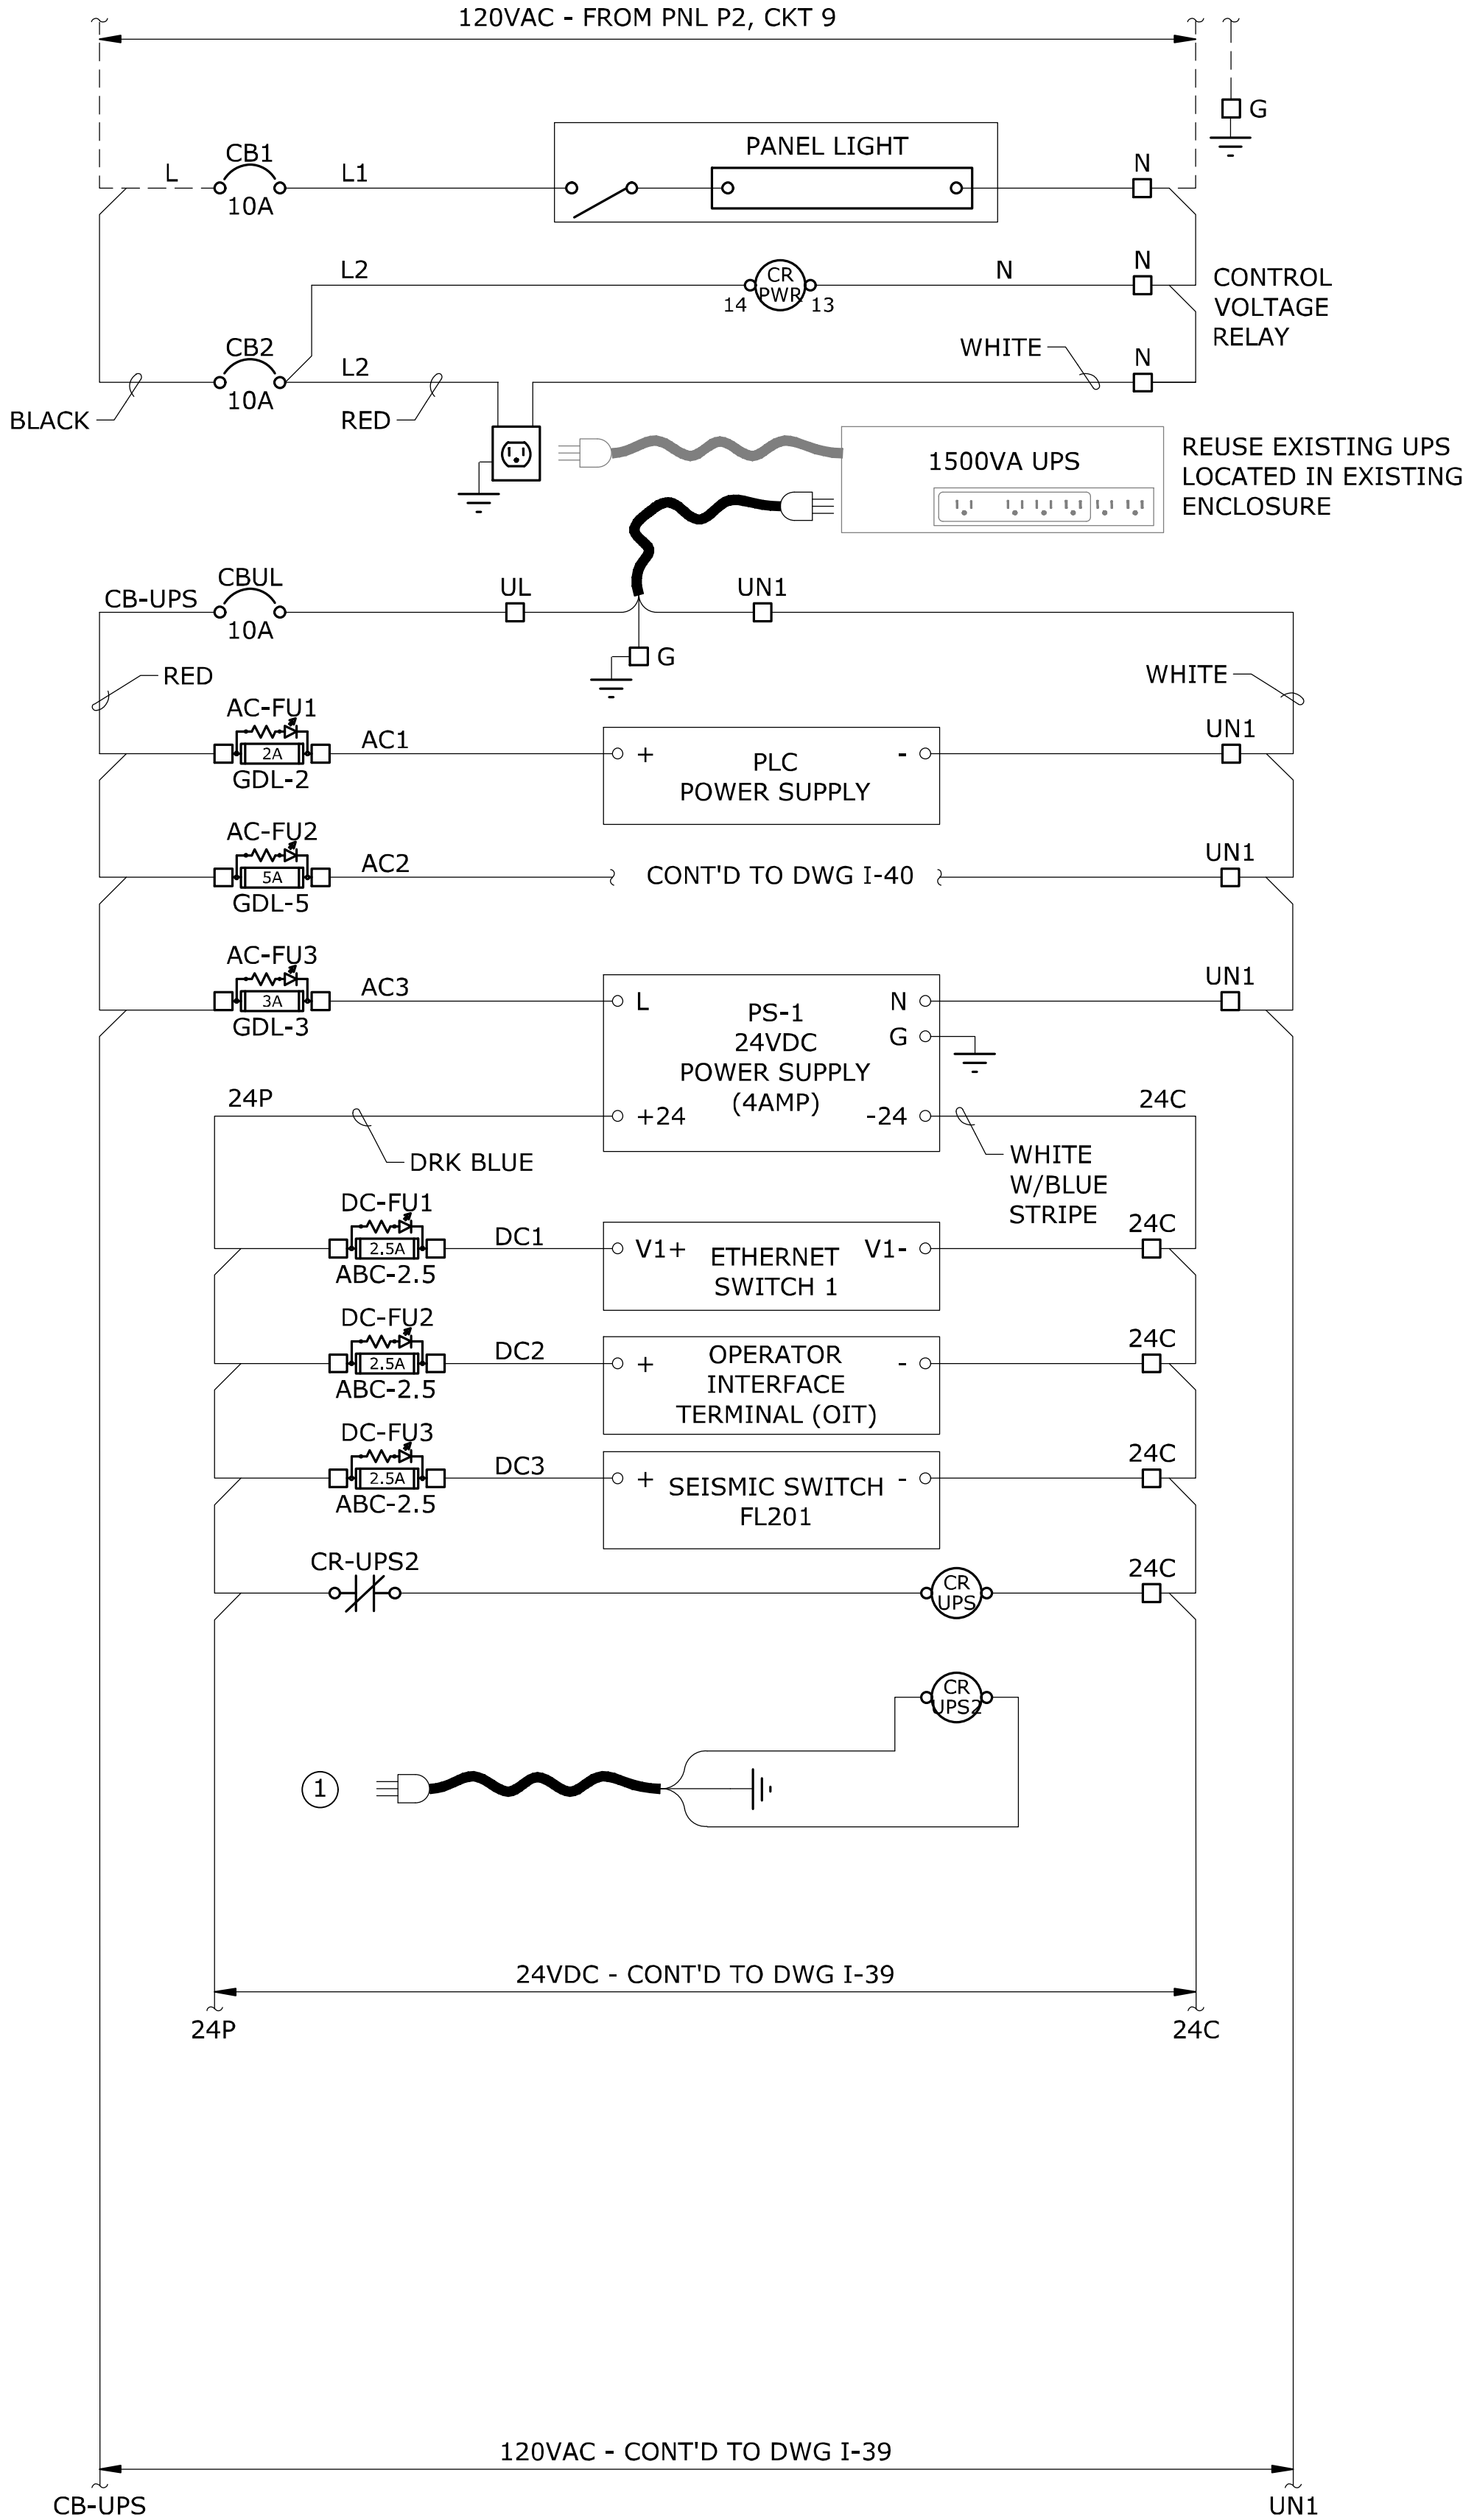 120VAC - FROM PNL P2, CKT 9
G
PANEL LIGHT
CB1
L
L1
N
10A
L2
CR
PWR
14
13
N
N
CONTROL
VOLTAGE
RELAY
CB2
L2
WHITE
N
10A
BLACK
RED
1500VA UPS
REUSE EXISTING UPS
LOCATED IN EXISTING
ENCLOSURE
CBUL
CB-UPS
UL
UN1
10A
G
RED
WHITE
AC-FU1
AC1
UN1
2A
GDL-2
+
PLC
POWER SUPPLY
-
AC-FU2
AC2
UN1
5A
GDL-5
CONT'D TO DWG I-40
AC-FU3
AC3
UN1
3A
GDL-3
L
N
PS-1
24VDC
POWER SUPPLY
(4AMP)
G
24P
+24
-24
24C
DRK BLUE
WHITE
W/BLUE
STRIPE
DC-FU1
DC1
24C
2.5A
ABC-2.5
V1+
ETHERNET
SWITCH 1
V1-
DC-FU2
DC2
24C
2.5A
ABC-2.5
+
OPERATOR
INTERFACE
TERMINAL (OIT)
-
DC-FU3
DC3
24C
2.5A
ABC-2.5
+
SEISMIC SWITCH
FL201
-
CR-UPS2
CR
UPS
24C
CR
UPS2
1
24VDC - CONT'D TO DWG I-39
24P
24C
120VAC - CONT'D TO DWG I-39
CB-UPS
UN1